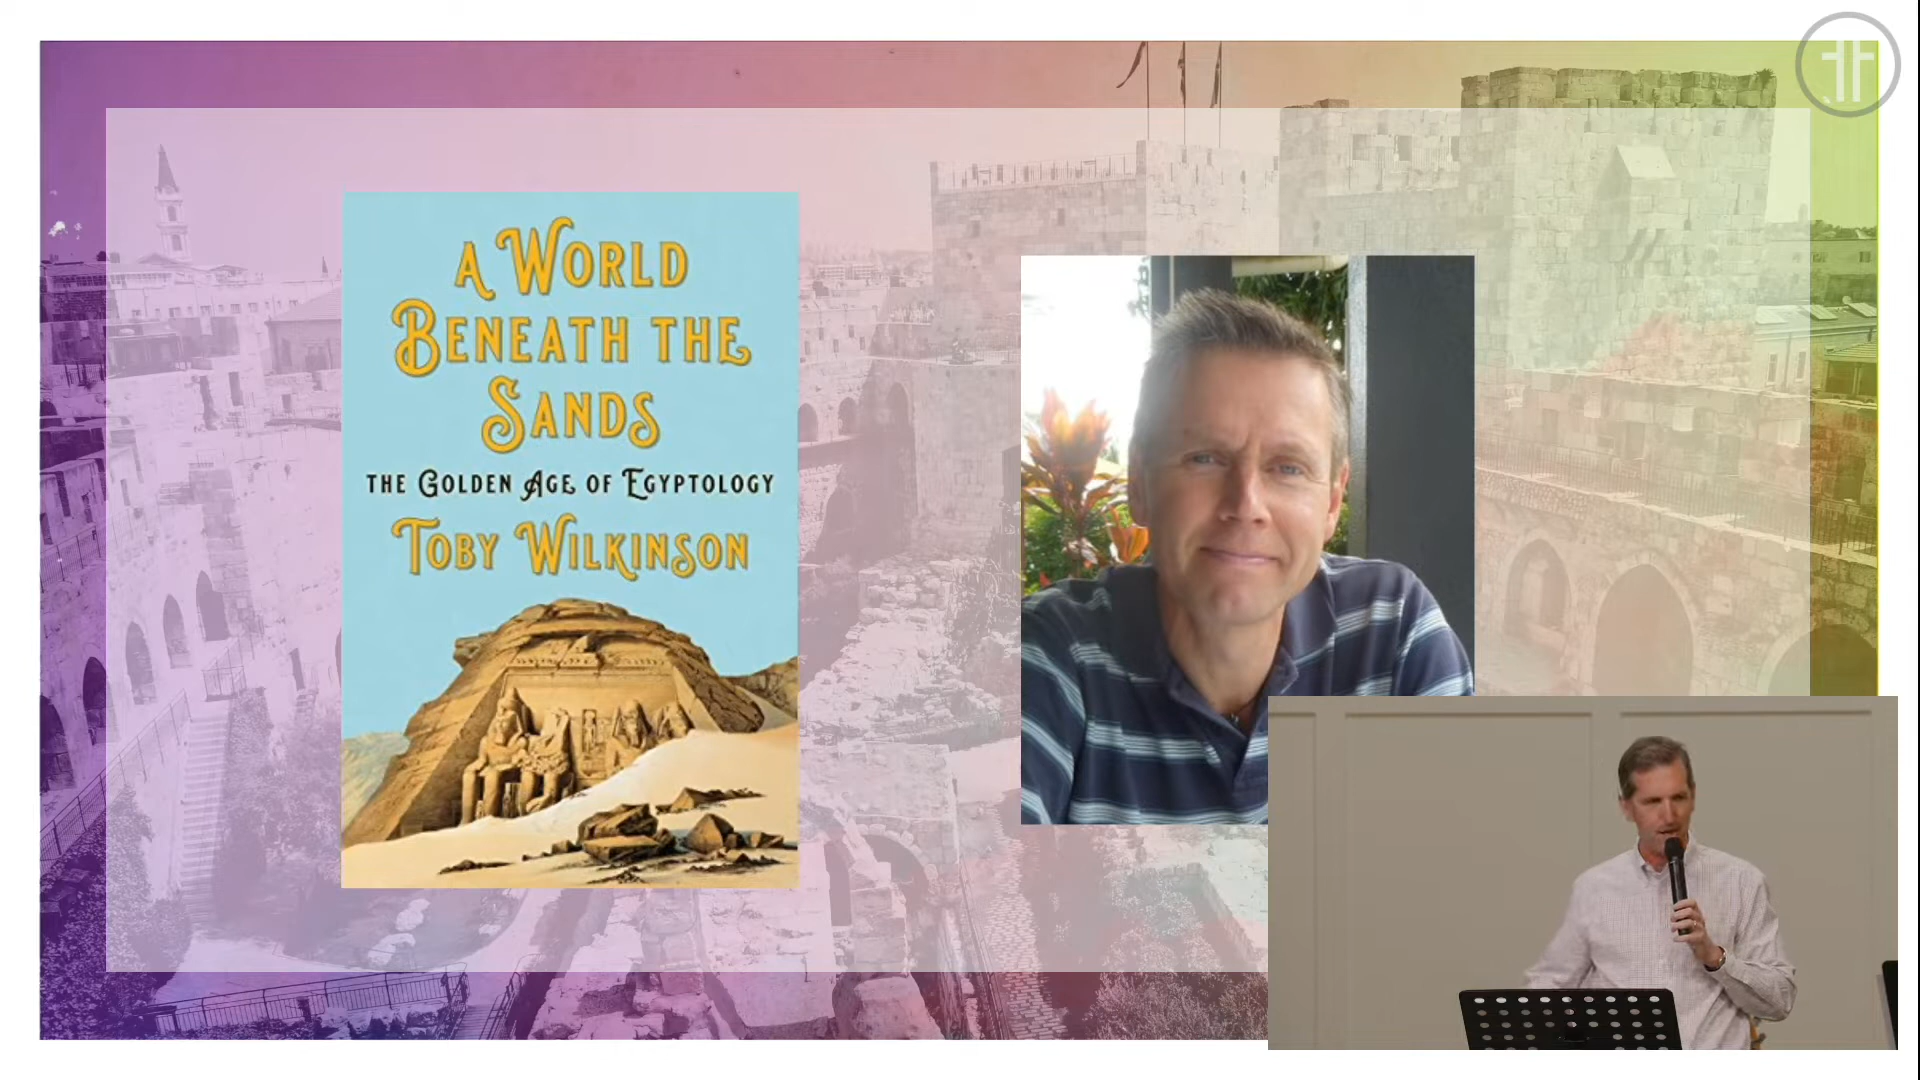 A World
Beneath the
Sands
The Golden Age of Egyptology
Toby Wilkinson